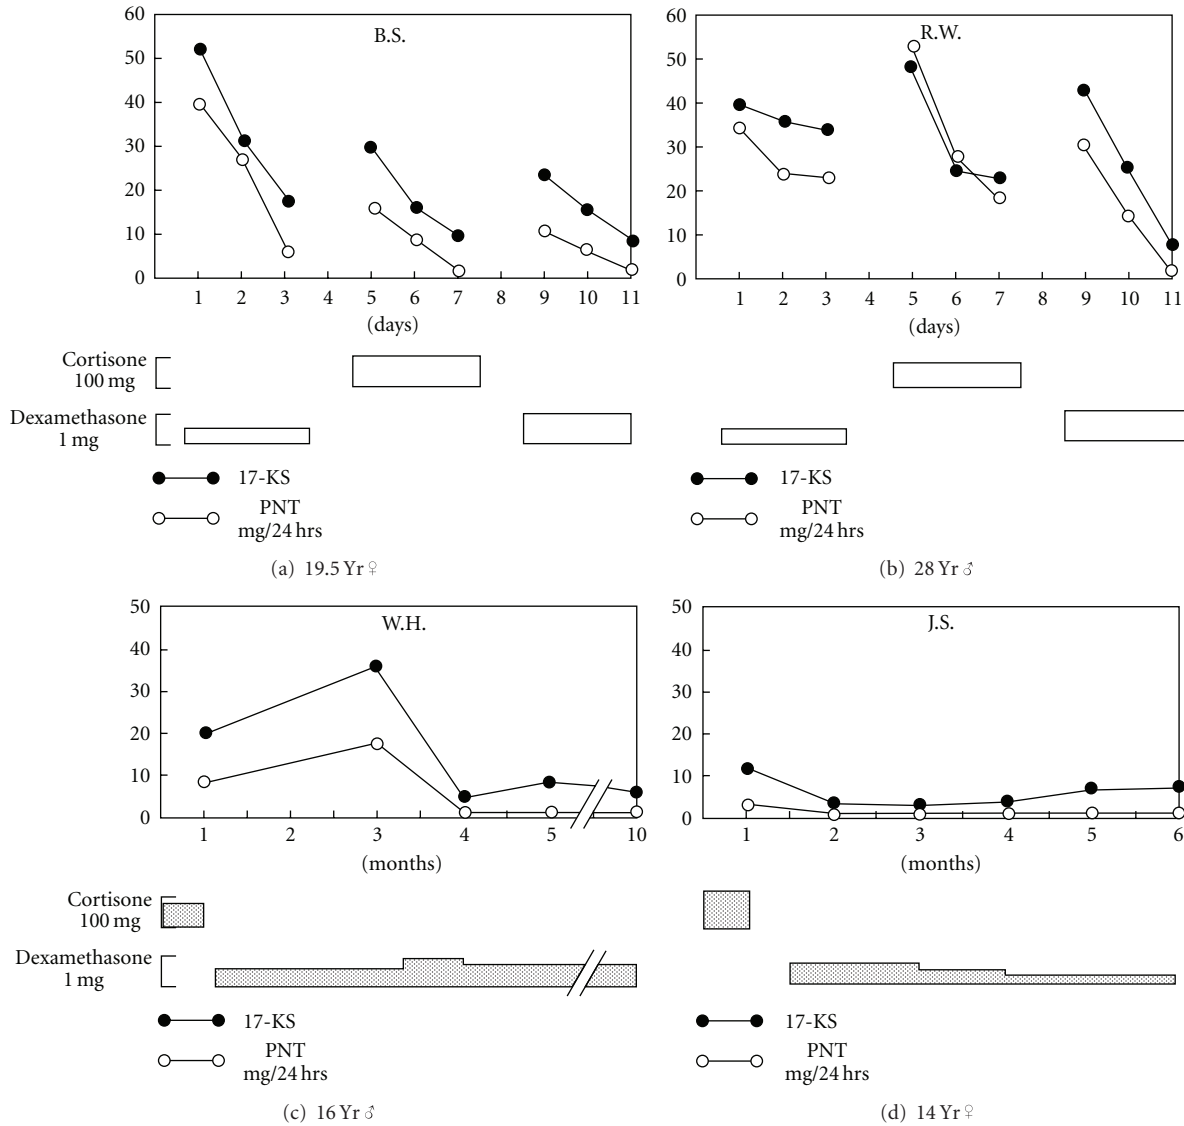 B.S.
60
50
40
30
20
10
0
1 2 3 4 5 6 7 8 9 10 11
(days)
Cortisone
100 mg
Dexamethasone
1 mg
17-KS
PNT
mg/24 hrs
(a) 19.5 Yr ♀
R.W.
60
50
40
30
20
10
0
1 2 3 4 5 6 7 8 9 10 11
(days)
17-KS
PNT
mg/24 hrs
(b) 28 Yr ♂
W.H.
50
40
30
20
10
0
1 2 3 4 5 10
(months)
Cortisone
100 mg
Dexamethasone
1 mg
17-KS
PNT
mg/24 hrs
(c) 16 Yr ♂
J.S.
50
40
30
20
10
0
1 2 3 4 5 6
(months)
17-KS
PNT
mg/24 hrs
(d) 14 Yr ♀